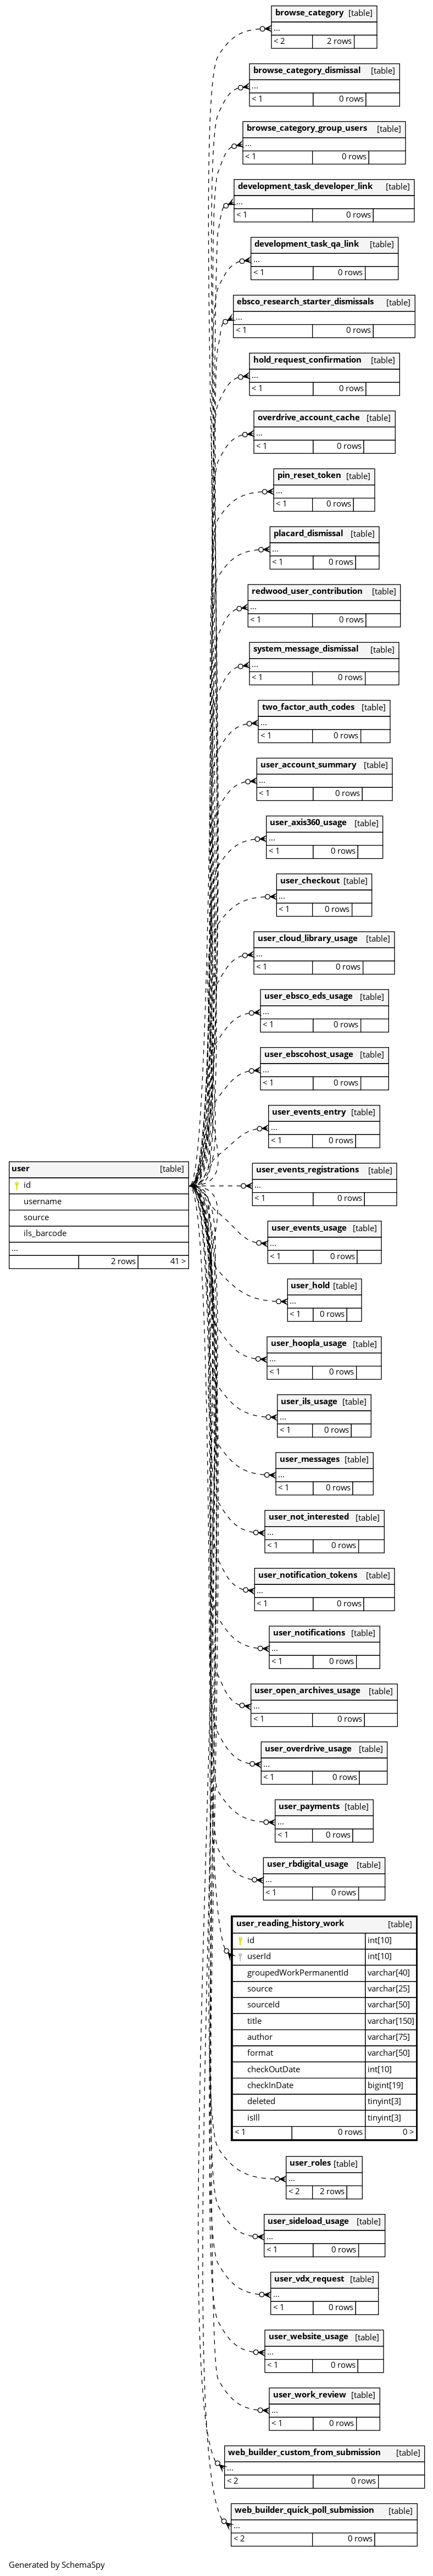 browse_category [table]
...
< 2 2 rows
browse_category_dismissal [table]
...
< 1 0 rows
browse_category_group_users [table]
...
< 1 0 rows
development_task_developer_link [table]
...
< 1 0 rows
development_task_qa_link [table]
...
< 1 0 rows
ebsco_research_starter_dismissals [table]
...
< 1 0 rows
hold_request_confirmation [table]
...
< 1 0 rows
overdrive_account_cache [table]
...
< 1 0 rows
pin_reset_token [table]
...
< 1 0 rows
placard_dismissal [table]
...
< 1 0 rows
redwood_user_contribution [table]
...
< 1 0 rows
system_message_dismissal [table]
...
< 1 0 rows
two_factor_auth_codes [table]
...
< 1 0 rows
user_account_summary [table]
...
< 1 0 rows
user_axis360_usage [table]
...
< 1 0 rows
user_checkout [table]
...
< 1 0 rows
user_cloud_library_usage [table]
...
< 1 0 rows
user_ebsco_eds_usage [table]
...
< 1 0 rows
user_ebscohost_usage [table]
...
< 1 0 rows
user_events_entry [table]
...
< 1 0 rows
user [table]
id
username
source
ils_barcode
...
2 rows 41 >
user_events_registrations [table]
...
< 1 0 rows
user_events_usage [table]
...
< 1 0 rows
user_hold [table]
...
< 1 0 rows
user_hoopla_usage [table]
...
< 1 0 rows
user_ils_usage [table]
...
< 1 0 rows
user_messages [table]
...
< 1 0 rows
user_not_interested [table]
...
< 1 0 rows
user_notification_tokens [table]
...
< 1 0 rows
user_notifications [table]
...
< 1 0 rows
user_open_archives_usage [table]
...
< 1 0 rows
user_overdrive_usage [table]
...
< 1 0 rows
user_payments [table]
...
< 1 0 rows
user_rbdigital_usage [table]
...
< 1 0 rows
user_reading_history_work [table]
id int[10]
userId int[10]
groupedWorkPermanentId varchar[40]
source varchar[25]
sourceId varchar[50]
title varchar[150]
author varchar[75]
format varchar[50]
checkOutDate int[10]
checkInDate bigint[19]
deleted tinyint[3]
isIll tinyint[3]
< 1 0 rows 0 >
user_roles [table]
...
< 2 2 rows
user_sideload_usage [table]
...
< 1 0 rows
user_vdx_request [table]
...
< 1 0 rows
user_website_usage [table]
...
< 1 0 rows
user_work_review [table]
...
< 1 0 rows
web_builder_custom_from_submission [table]
...
< 2 0 rows
web_builder_quick_poll_submission [table]
...
< 2 0 rows
Generated by SchemaSpy